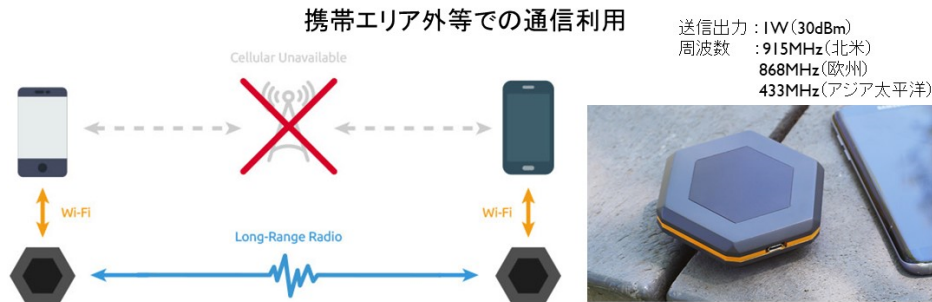 携帯エリア外等での通信利用
送信出力：1W（30dBm）
周波数　：915MHz（北米）
868MHz（欧州）
433MHz（アジア太平洋）
Cellular Unavailable
Wi-Fi
Wi-Fi
Long-Range Radio